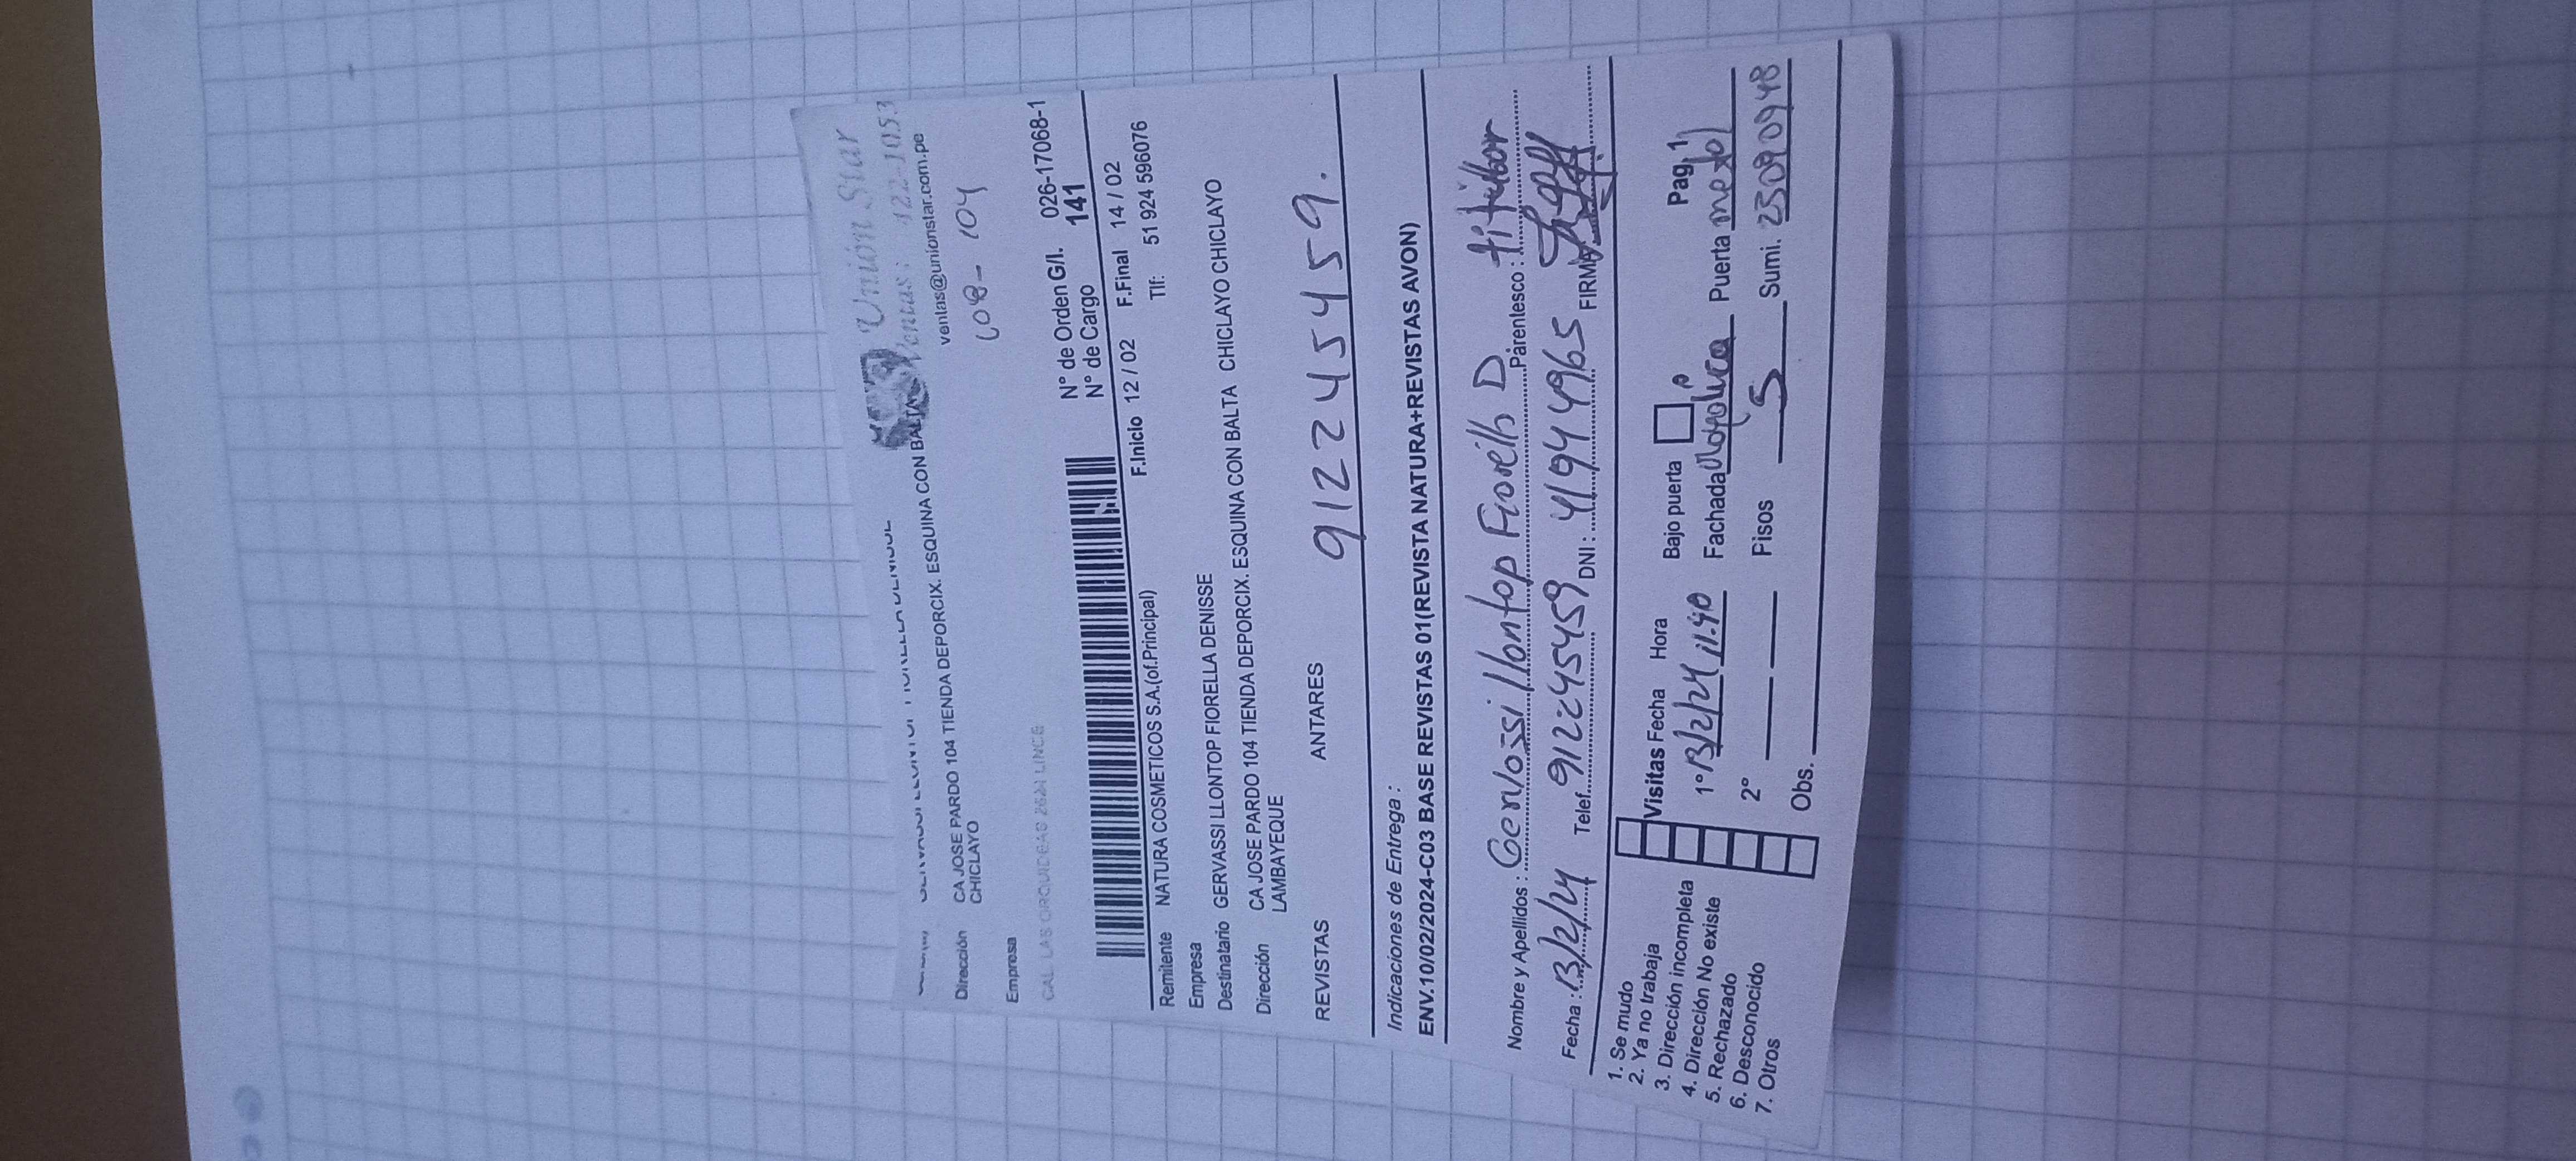 Unión Star
Ventas: 122-1053
ventas@unionstar.com.pe
Dirección CA JOSE PARDO 104 TIENDA DEPORCIX. ESQUINA CON BALTA
CHICLAYO
108-104
Empresa
CAL LAS ORQUIDEAS 2624 LINCE
N° de Orden G/I. 026-17068-1
N° de Cargo 141
F.Inicio 12 / 02 F.Final 14 / 02
Remitente NATURA COSMETICOS S.A.(of.Principal) Tlf: 51 924 596076
Empresa
Destinatario GERVASSI LLONTOP FIORELLA DENISSE
Dirección CA JOSE PARDO 104 TIENDA DEPORCIX. ESQUINA CON BALTA CHICLAYO CHICLAYO
LAMBAYEQUE
REVISTAS ANTARES 912245459.
Indicaciones de Entrega :
ENV.10/02/2024-C03 BASE REVISTAS 01(REVISTA NATURA+REVISTAS AVON)
Nombre y Apellidos : llontop D Parentesco : titular
Fecha : 13/2/24 Telef. 912245459 DNI: 41944965 FIRMA
1. Se mudo
2. Ya no trabaja
3. Dirección incompleta
4. Dirección No existe
5. Rechazado
6. Desconocido
7. Otros
Visitas Fecha Hora Bajo puerta Pag 1
1° 13/2/24 11:40 Fachada Puerta metal
2° Pisos 5 Sumi. 25090948
Obs.